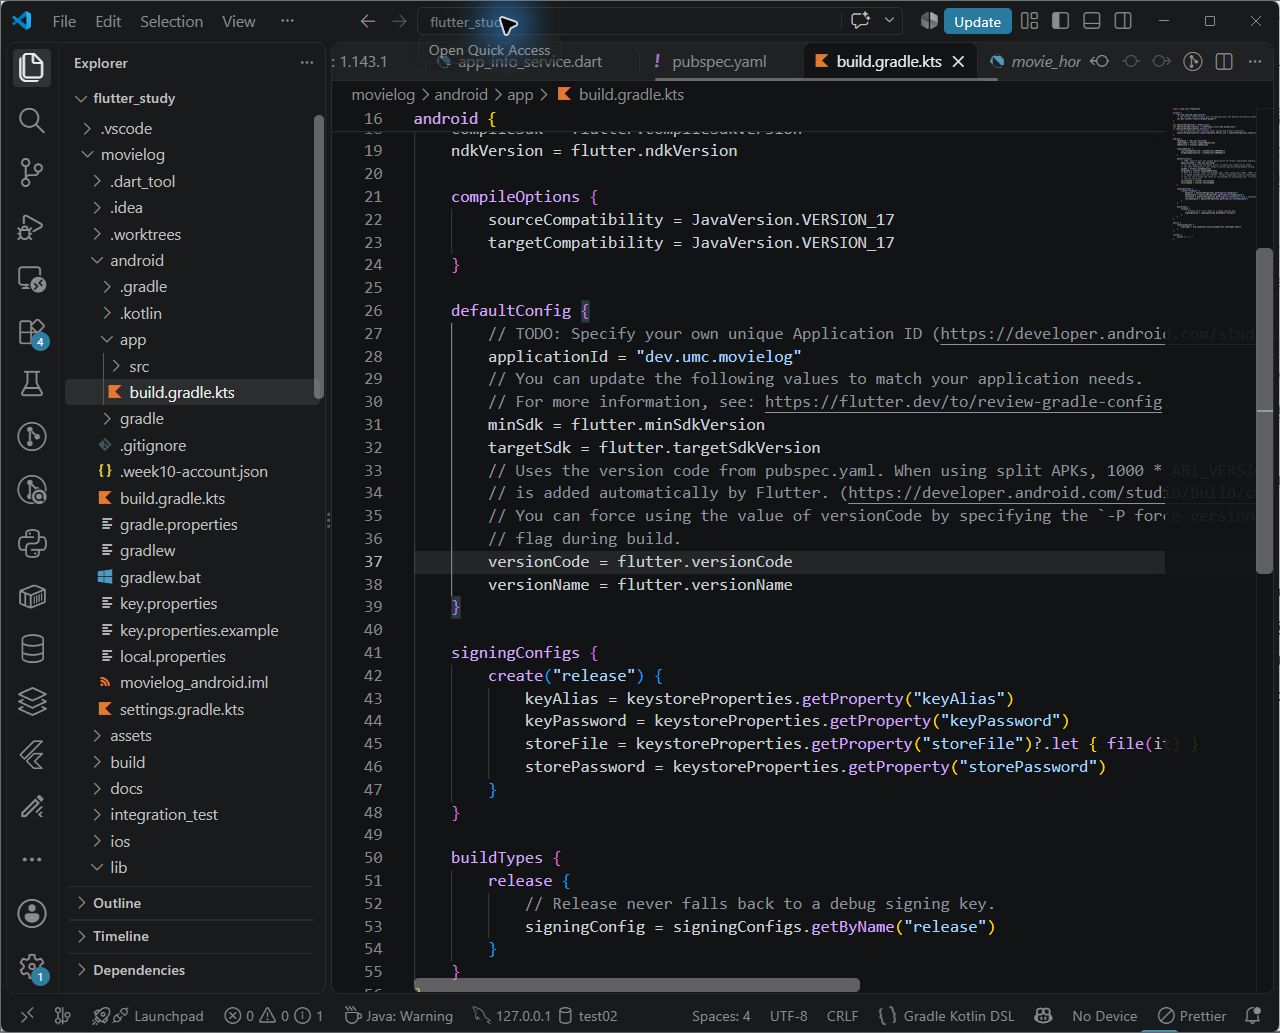 File Edit Selection View ··· flutter_stu Update
Open Quick Access
Explorer ···
: 1.143.1 app_info_service.dart pubspec.yaml build.gradle.kts movie_hor
movielog > android > app > build.gradle.kts
flutter_study
.vscode
movielog
.dart_tool
.idea
.worktrees
android
.gradle
.kotlin
app
src
build.gradle.kts
gradle
.gitignore
.week10-account.json
build.gradle.kts
gradle.properties
gradlew
gradlew.bat
key.properties
key.properties.example
local.properties
movielog_android.iml
settings.gradle.kts
assets
build
docs
integration_test
ios
lib
Outline
Timeline
Dependencies
4
1
16 android {
18 compileSdk = flutter.compileSdkVersion
19 ndkVersion = flutter.ndkVersion
20
21 compileOptions {
22 sourceCompatibility = JavaVersion.VERSION_17
23 targetCompatibility = JavaVersion.VERSION_17
24 }
25
26 defaultConfig {
27 // TODO: Specify your own unique Application ID (https://developer.android.com/stud
28 applicationId = "dev.umc.movielog"
29 // You can update the following values to match your application needs.
30 // For more information, see: https://flutter.dev/to/review-gradle-config
31 minSdk = flutter.minSdkVersion
32 targetSdk = flutter.targetSdkVersion
33 // Uses the version code from pubspec.yaml. When using split APKs, 1000 * ABI_VERSI
34 // is added automatically by Flutter. (https://developer.android.com/studio/build/c
35 // You can force using the value of versionCode by specifying the `-P force-version
36 // flag during build.
37 versionCode = flutter.versionCode
38 versionName = flutter.versionName
39 }
40
41 signingConfigs {
42 create("release") {
43 keyAlias = keystoreProperties.getProperty("keyAlias")
44 keyPassword = keystoreProperties.getProperty("keyPassword")
45 storeFile = keystoreProperties.getProperty("storeFile")?.let { file(it) }
46 storePassword = keystoreProperties.getProperty("storePassword")
47 }
48 }
49
50 buildTypes {
51 release {
52 // Release never falls back to a debug signing key.
53 signingConfig = signingConfigs.getByName("release")
54 }
55 }
56 }
Launchpad 0 0 1 Java: Warning 127.0.0.1 test02 Spaces: 4 UTF-8 CRLF Gradle Kotlin DSL No Device Prettier